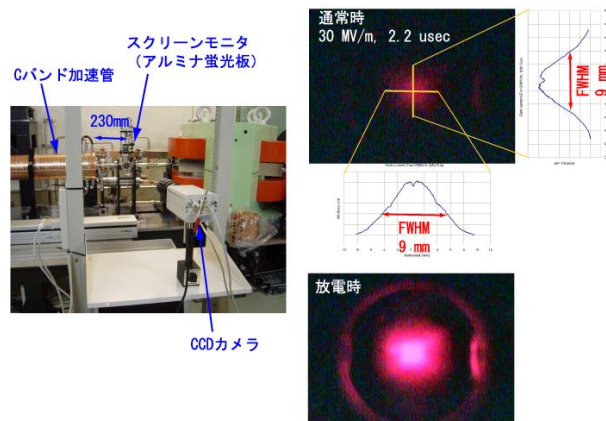 スクリーンモニタ
(アルミナ蛍光板)
Cバンド加速管
230mm
CCDカメラ
通常時
30 MV/m, 2.2 usec
FWHM
9 mm
FWHM
9 mm
放電時